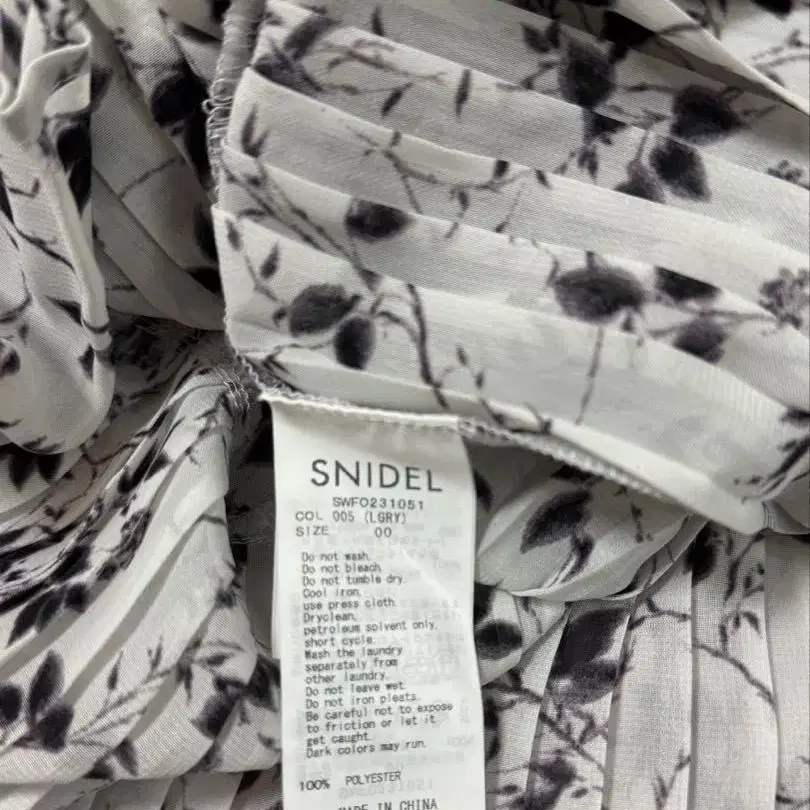 SNIDEL
SWFO231051
COL 005 (LGRY)
SIZE 00
Do not wash.
Do not bleach.
Do not tumble dry.
Cool iron.
use press cloth.
Dryclean,
petroleum solvent only,
short cycle.
Wash the laundry
separately from
other laundry.
Do not leave wet.
Do not iron pleats.
Be careful not to expose
to friction or let it
get caught.
Dark colors may run.
100% POLYESTER
MADE IN CHINA